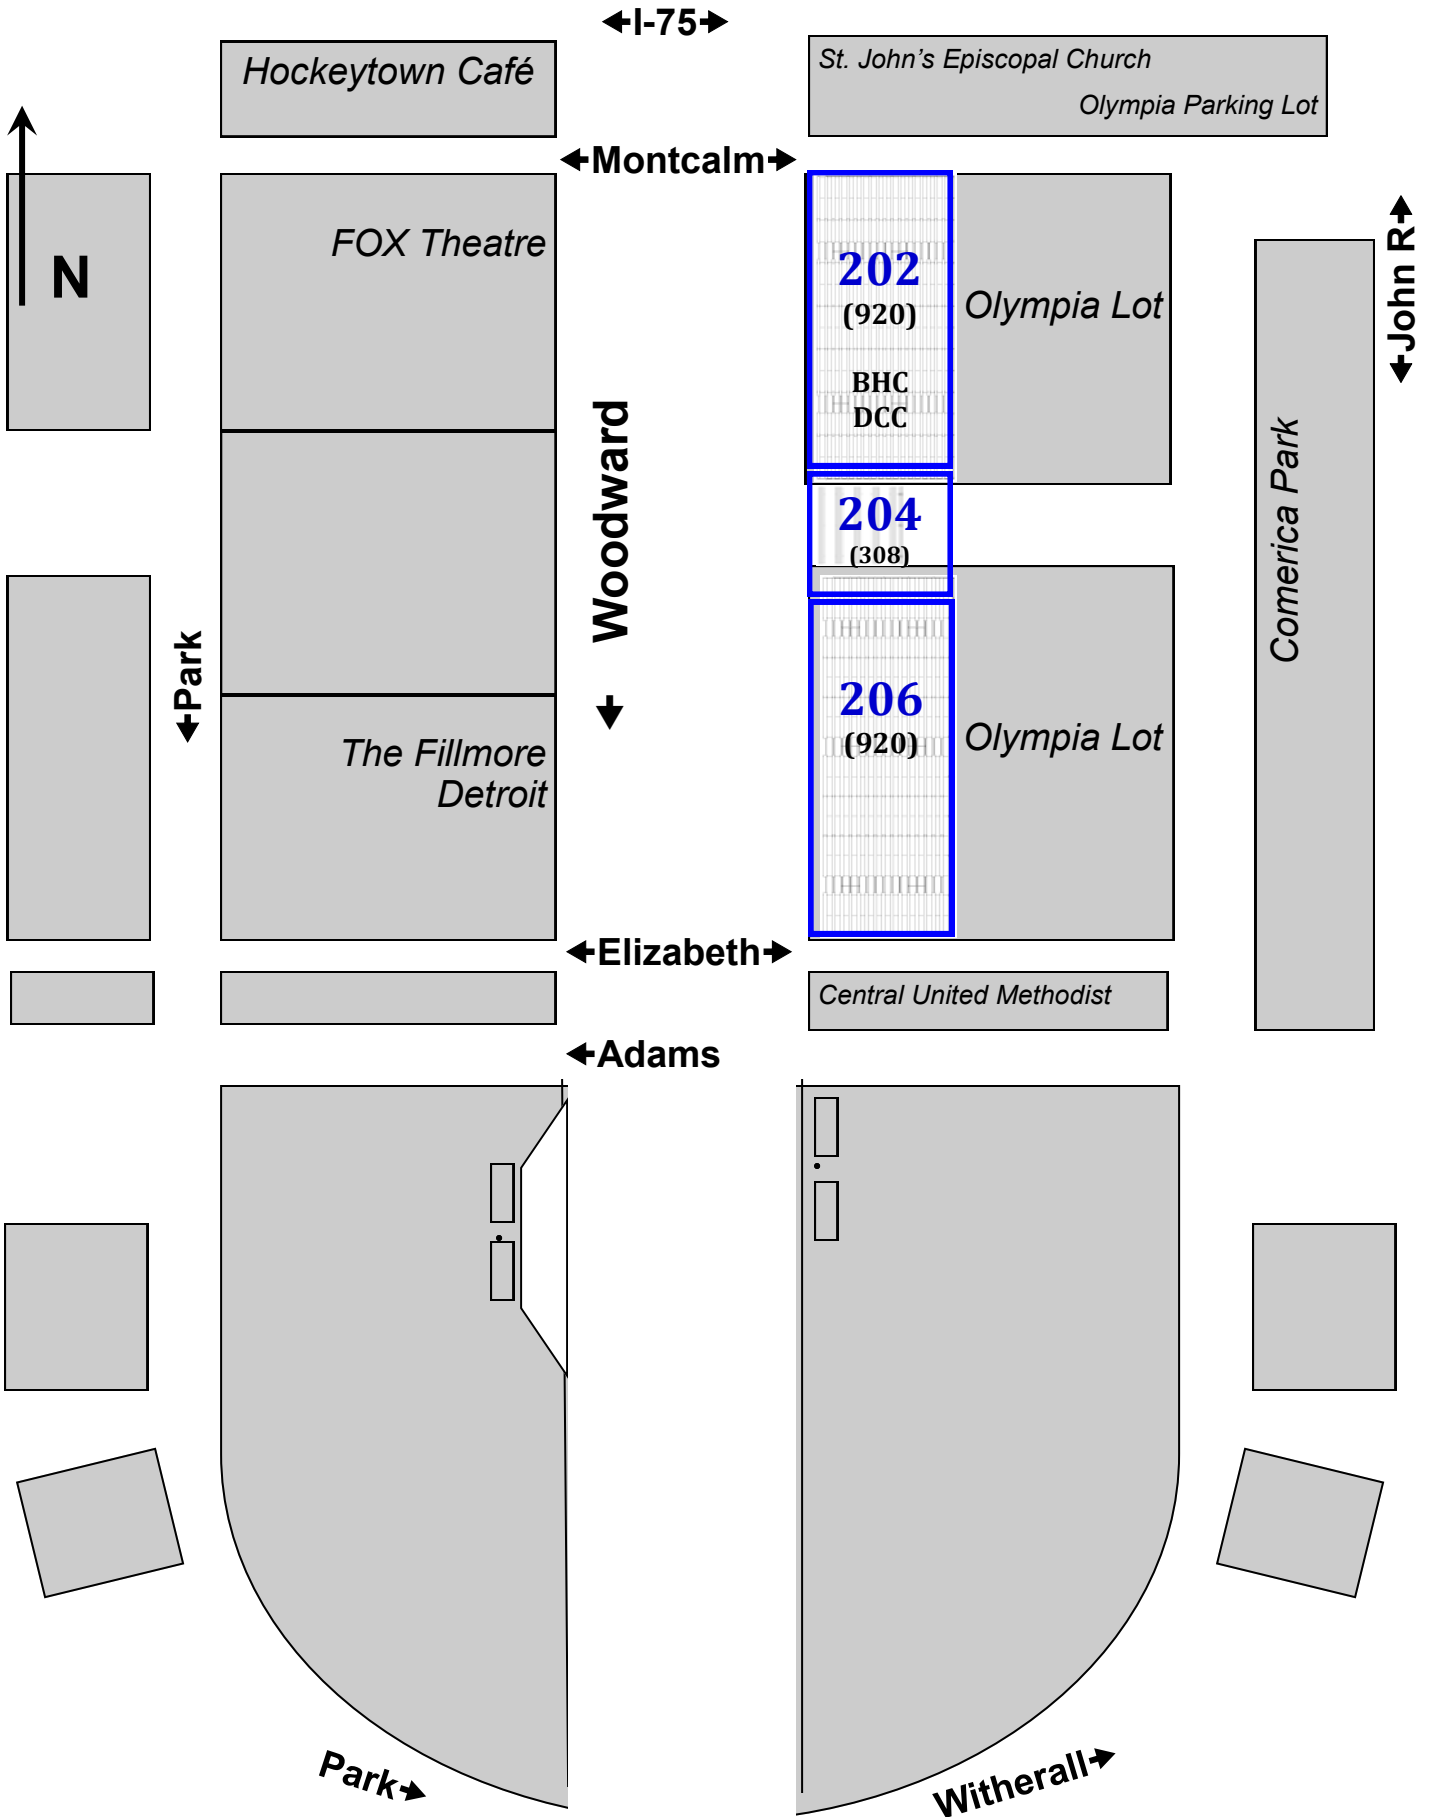 I-75
Hockeytown Café
St. John's Episcopal Church
Olympia Parking Lot
Montcalm
N
FOX Theatre
202
(920)
BHC
DCC
Olympia Lot
John R
Woodward
204
(308)
Comerica Park
Park
206
(920)
Olympia Lot
The Fillmore
Detroit
Elizabeth
Central United Methodist
Adams
Park
Witherall